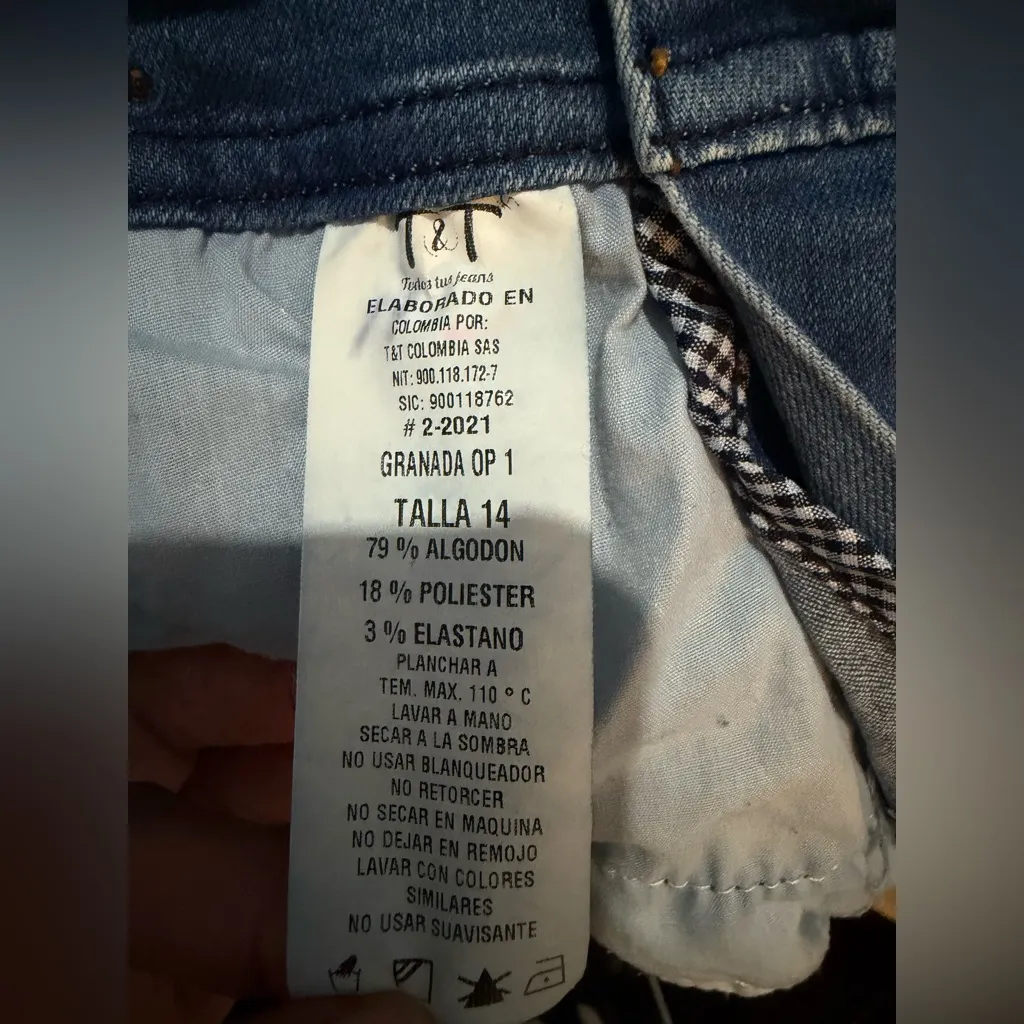 T&T
Todos tus jeans
ELABORADO EN
COLOMBIA POR:
T&T COLOMBIA SAS
NIT: 900.118.172-7
SIC: 900118762
# 2-2021
GRANADA OP 1
TALLA 14
79 % ALGODON
18 % POLIESTER
3 % ELASTANO
PLANCHAR A
TEM. MAX. 110 ° C
LAVAR A MANO
SECAR A LA SOMBRA
NO USAR BLANQUEADOR
NO RETORCER
NO SECAR EN MAQUINA
NO DEJAR EN REMOJO
LAVAR CON COLORES
SIMILARES
NO USAR SUAVISANTE